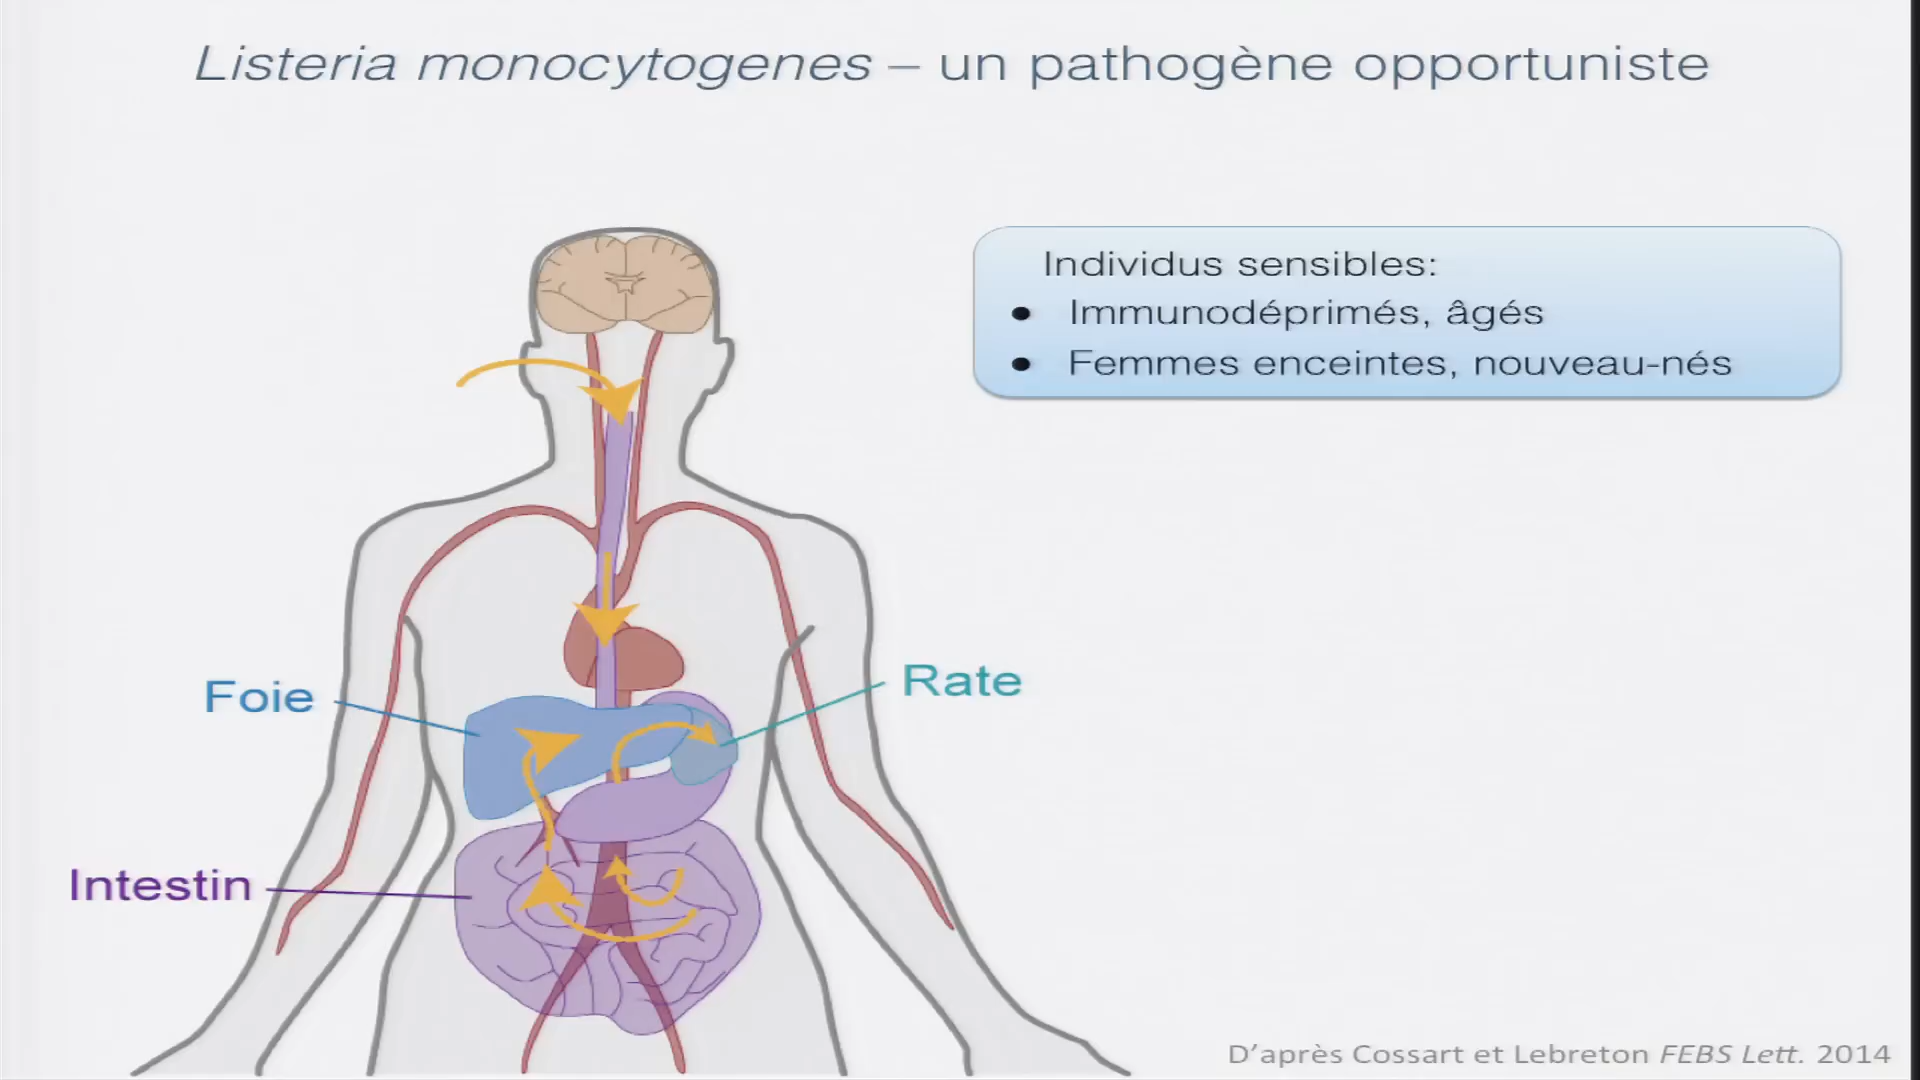 Listeria monocytogenes – un pathogène opportuniste
Individus sensibles:
• Immunodéprimés, âgés
• Femmes enceintes, nouveau-nés
Foie
Rate
Intestin
D’après Cossart et Lebreton FEBS Lett. 2014